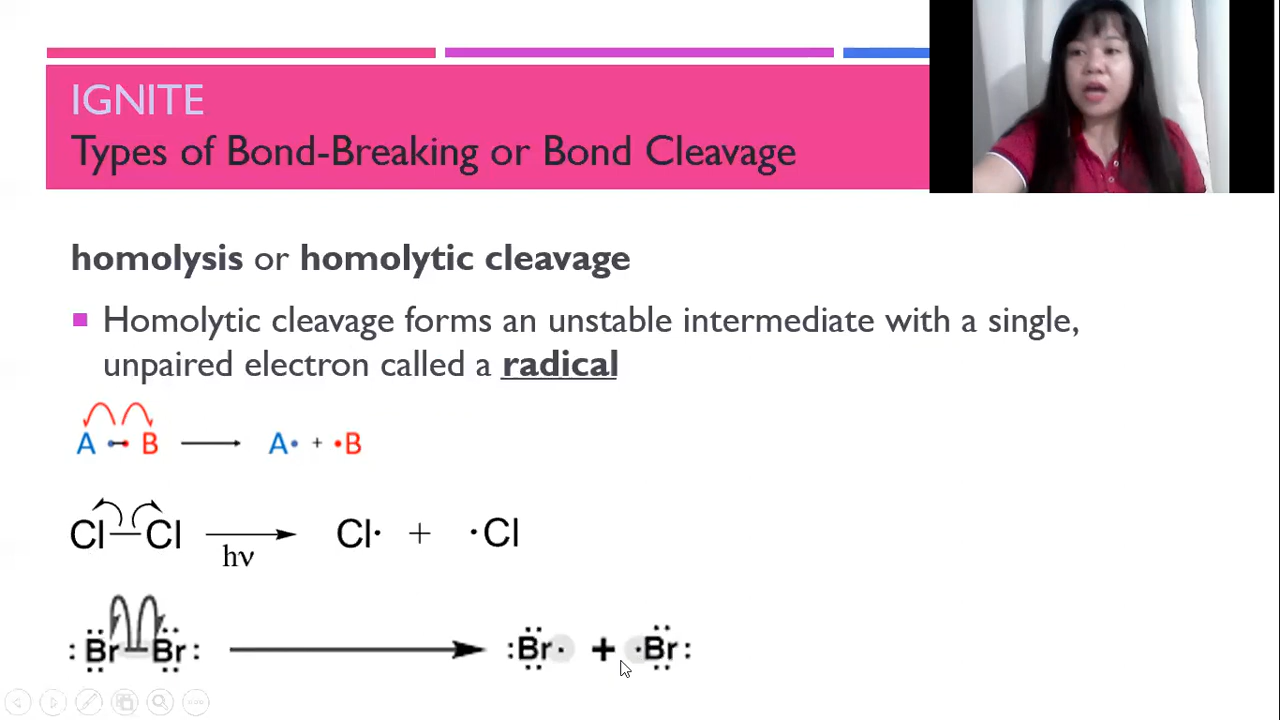 IGNITE
Types of Bond-Breaking or Bond Cleavage
homolysis or homolytic cleavage
Homolytic cleavage forms an unstable intermediate with a single,
unpaired electron called a radical
A B → A• + •B
Cl—Cl → Cl· + ·Cl
hν
:Br—Br: → :Br· + ·Br: